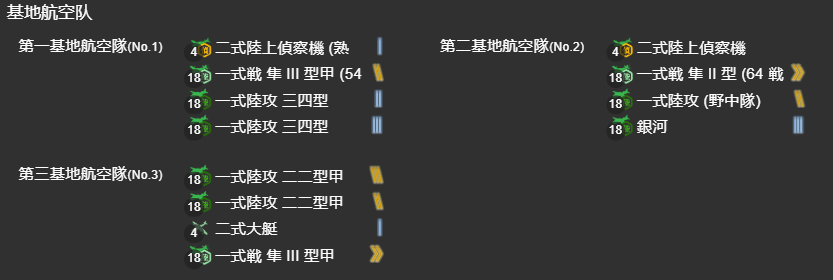 基地航空队
第一基地航空隊(No.1)
4 二式陸上偵察機 (熟
18 一式戦 隼 III 型甲 (54
18 一式陸攻 三四型
18 一式陸攻 三四型
第二基地航空隊(No.2)
4 二式陸上偵察機
18 一式戦 隼 II 型 (64 戦
18 一式陸攻 (野中隊)
18 銀河
第三基地航空隊(No.3)
18 一式陸攻 二二型甲
18 一式陸攻 二二型甲
4 二式大艇
18 一式戦 隼 III 型甲